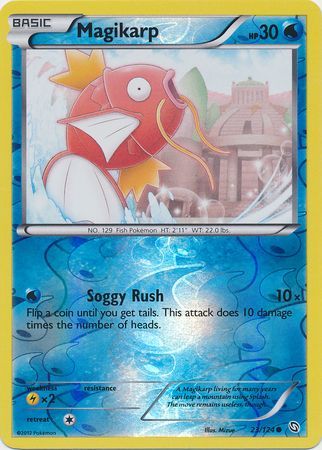 BASIC
Magikarp
HP 30
NO. 129 Fish Pokémon HT: 2'11" WT: 22.0 lbs.
Soggy Rush 10×
Flip a coin until you get tails. This attack does 10 damage
times the number of heads.
weakness
×2
resistance
retreat
A Magikarp living for many years
can leap a mountain using Splash.
The move remains useless, though.
©2012 Pokémon
Illus. Mizue
23/124